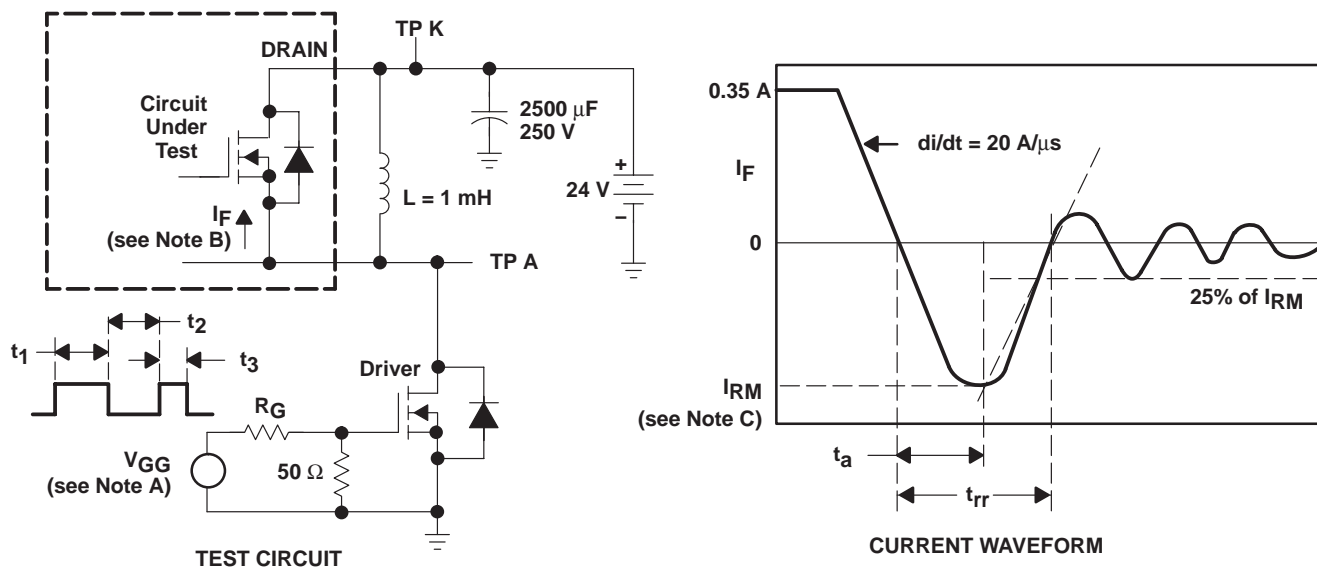 TP K
DRAIN
Circuit
Under
Test
2500 μF
250 V
+
24 V
–
L = 1 mH
IF
(see Note B)
TP A
t2
t1
t3
Driver
RG
VGG
(see Note A)
50 Ω
TEST CIRCUIT
0.35 A
di/dt = 20 A/μs
IF
0
25% of IRM
IRM
(see Note C)
ta
trr
CURRENT WAVEFORM